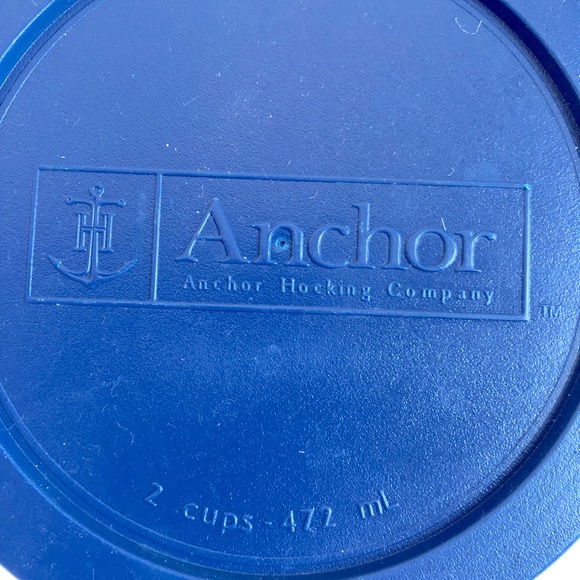 H
Anchor
Anchor Hocking Company
TM
2 cups - 472 mL